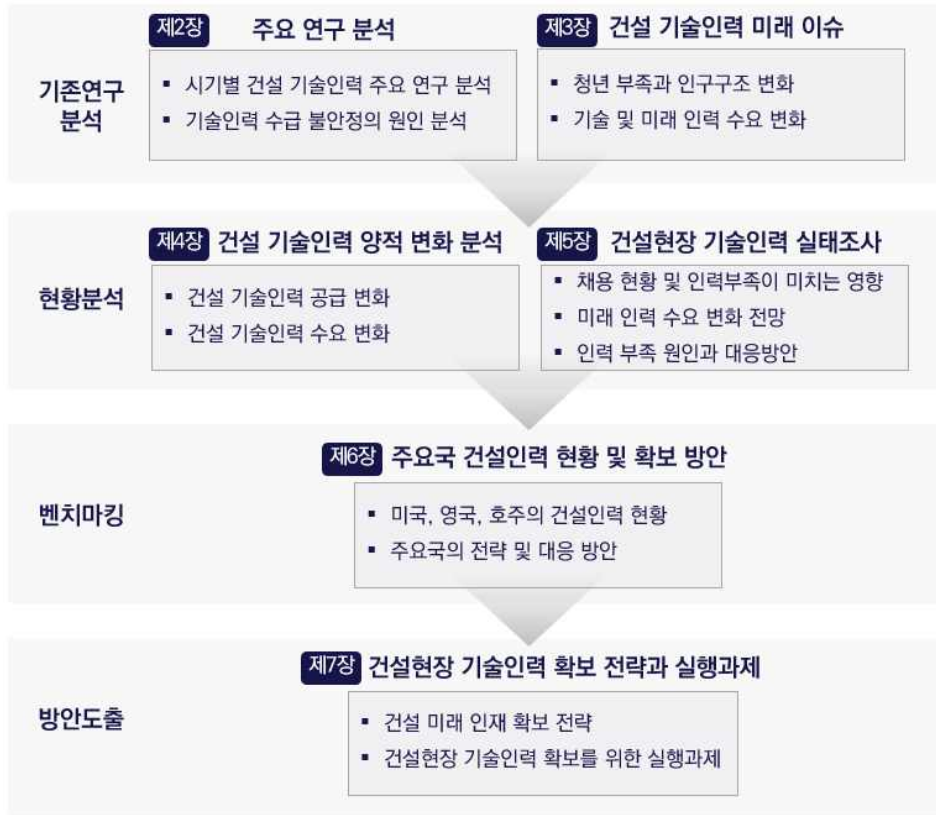 제2장 주요 연구 분석
▪ 시기별 건설 기술인력 주요 연구 분석
▪ 기술인력 수급 불안정의 원인 분석
제3장 건설 기술인력 미래 이슈
▪ 청년 부족과 인구구조 변화
▪ 기술 및 미래 인력 수요 변화
기존연구
분석
제4장 건설 기술인력 양적 변화 분석
▪ 건설 기술인력 공급 변화
▪ 건설 기술인력 수요 변화
제5장 건설현장 기술인력 실태조사
▪ 채용 현황 및 인력부족이 미치는 영향
▪ 미래 인력 수요 변화 전망
▪ 인력 부족 원인과 대응방안
현황분석
제6장 주요국 건설인력 현황 및 확보 방안
벤치마킹
▪ 미국, 영국, 호주의 건설인력 현황
▪ 주요국의 전략 및 대응 방안
제7장 건설현장 기술인력 확보 전략과 실행과제
방안도출
▪ 건설 미래 인재 확보 전략
▪ 건설현장 기술인력 확보를 위한 실행과제